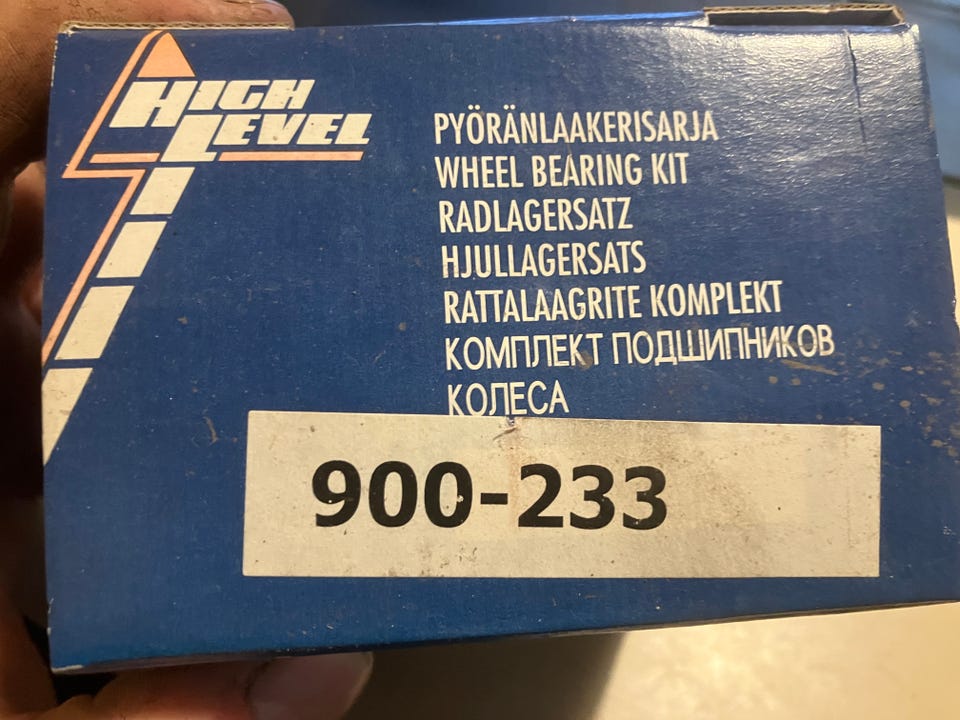 HIGH
LEVEL
PYÖRÄNLAAKERISARJA
WHEEL BEARING KIT
RADLAGERSATZ
HJULLAGERSATS
RATTALAAGRITE KOMPLEKT
КОМПЛЕКТ ПОДШИПНИКОВ
КОЛЕСА
900-233